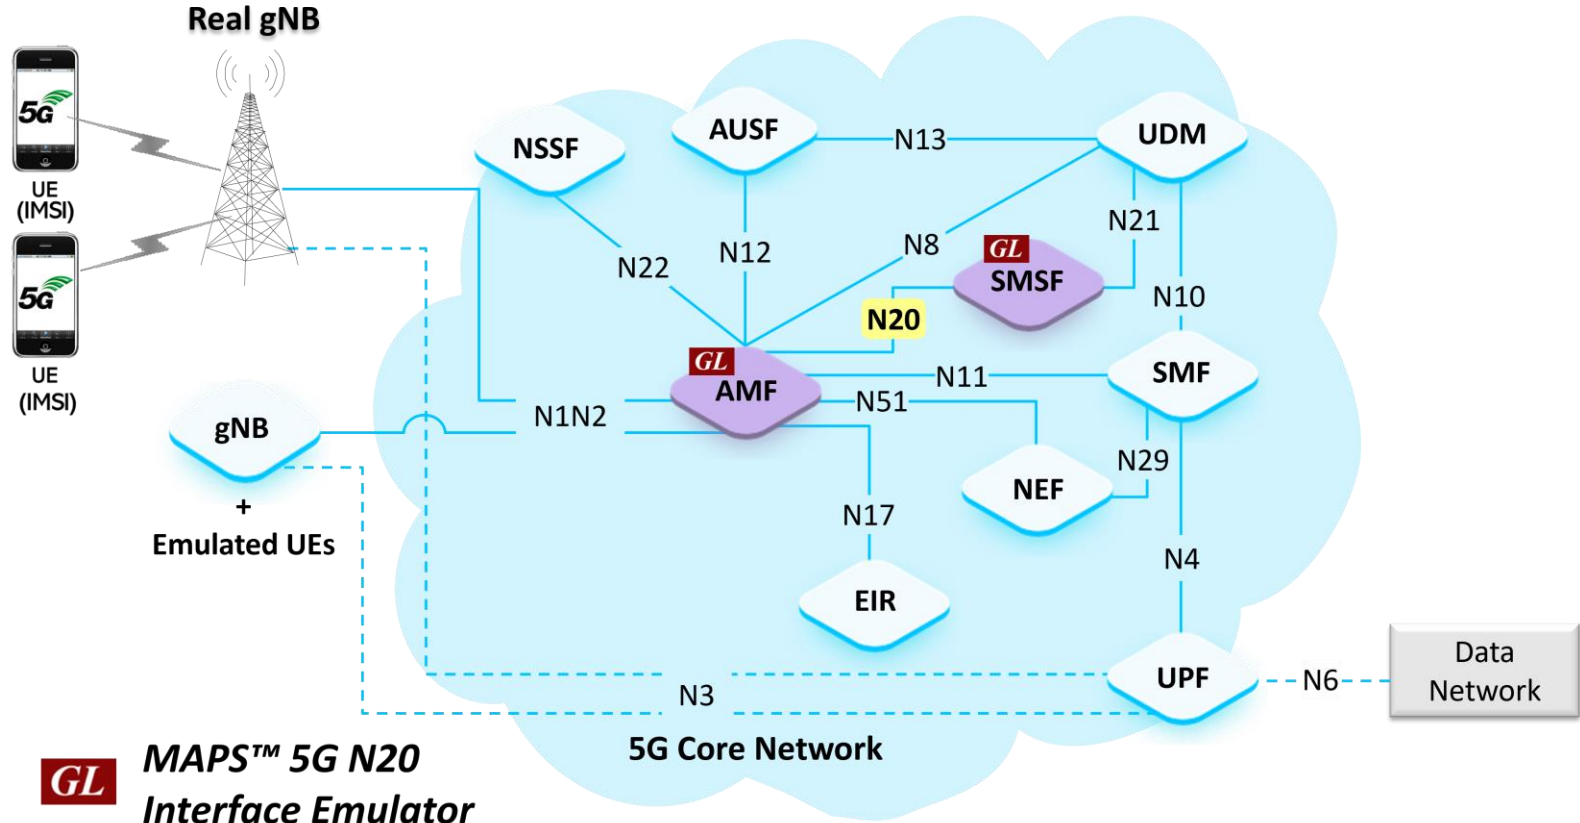 Real gNB
5G
UE
(IMSI)
5G
UE
(IMSI)
NSSF
AUSF
N13
UDM
N22
N12
N8
N21
GL
SMSF
N20
N10
GL
AMF
N11
SMF
N51
N1N2
gNB
+
Emulated UEs
N29
NEF
N17
N4
EIR
N3
UPF
N6
Data
Network
5G Core Network
GL
MAPS™ 5G N20
Interface Emulator